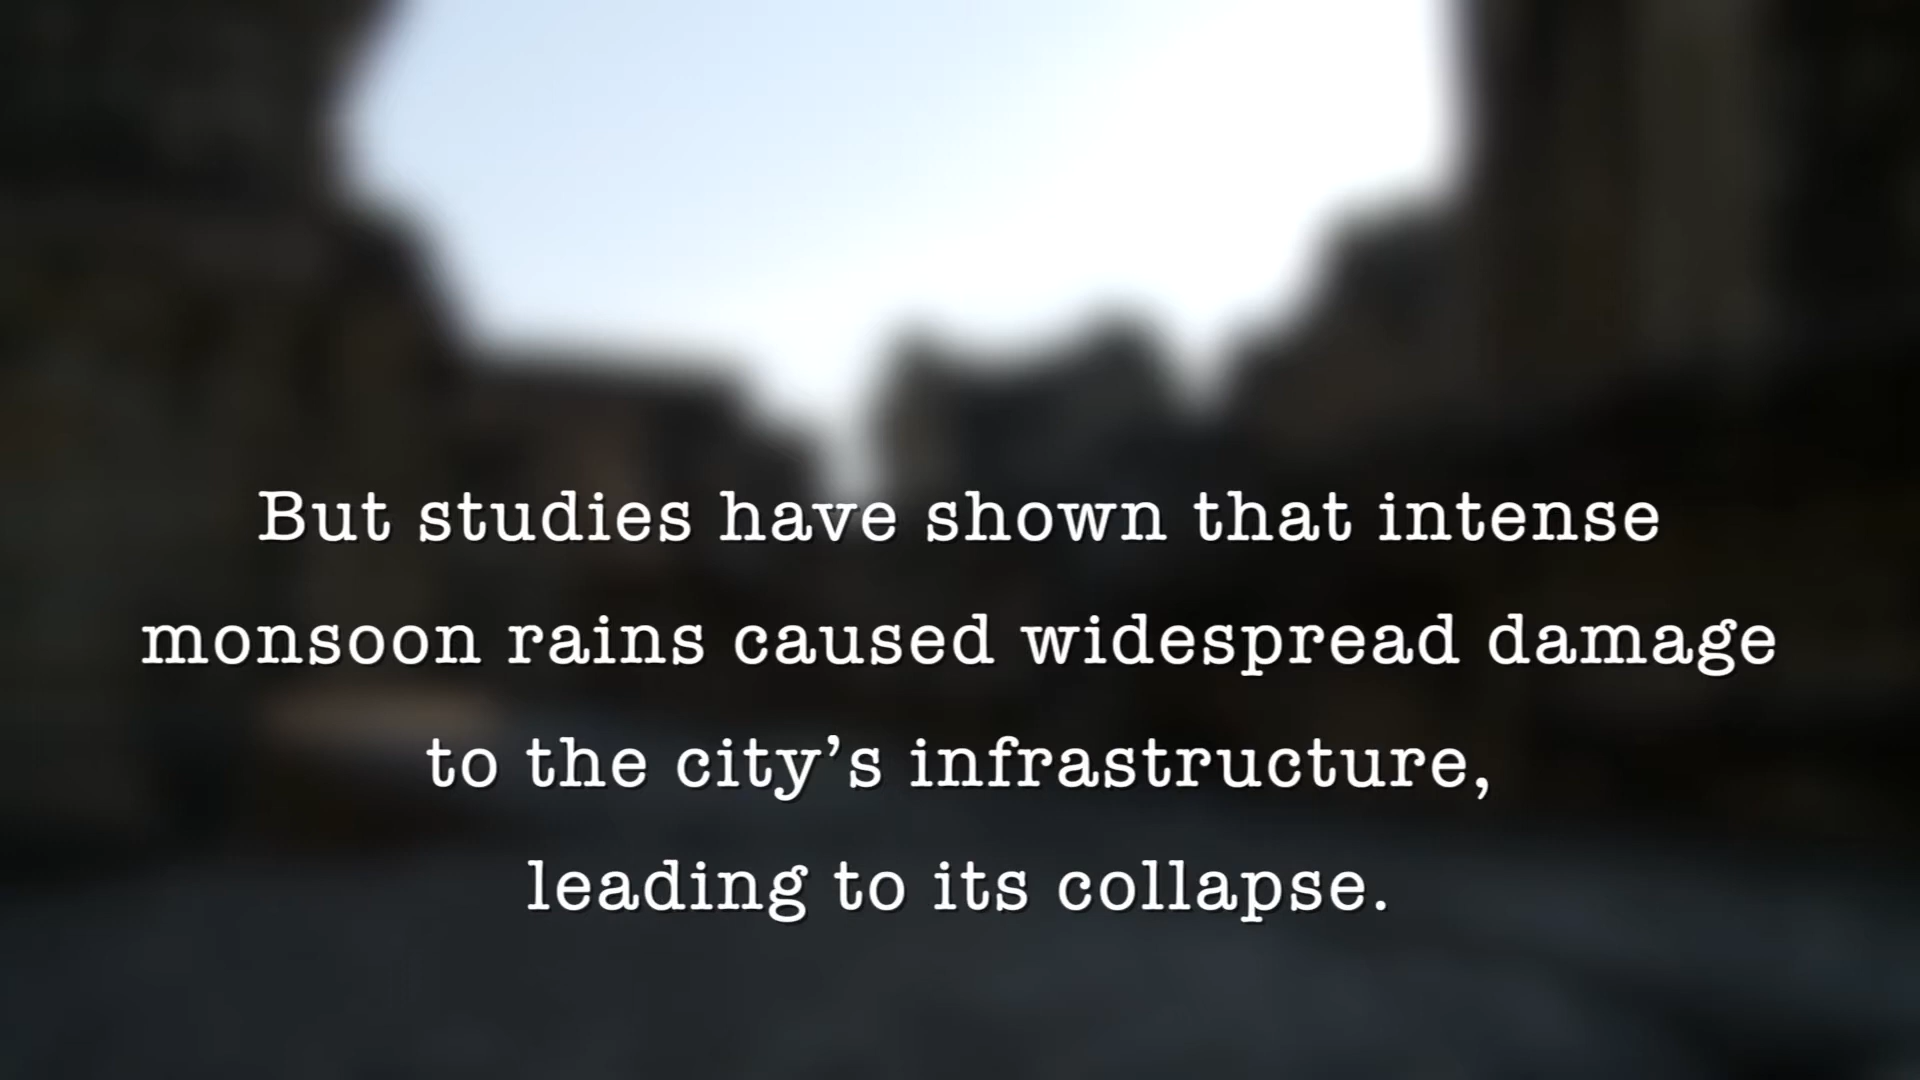 But studies have shown that intense
monsoon rains caused widespread damage
to the city’s infrastructure,
leading to its collapse.